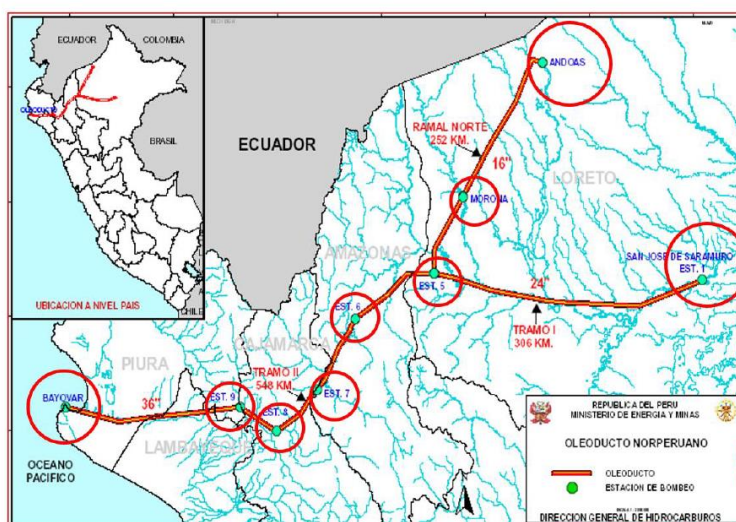 ECUADOR
COLOMBIA
OLEODUCTO
BRASIL
UBICACION A NIVEL PAIS
CHILE
ECUADOR
ANDOAS
RAMAL NORTE
252 KM.
16"
LORETO
MORONA
AMAZONAS
SAN JOSE DE SARAMURO
EST. 1
EST. 5
24"
TRAMO I
306 KM.
EST. 6
CAJAMARCA
TRAMO II
548 KM.
EST. 7
PIURA
BAYOVAR
36"
EST. 9
EST. 8
LAMBAYEQUE
OCEANO
PACIFICO
REPUBLICA DEL PERU
MINISTERIO DE ENERGIA Y MINAS
OLEODUCTO NORPERUANO
OLEODUCTO
ESTACION DE BOMBEO
DIRECCION GENERAL DE HIDROCARBUROS